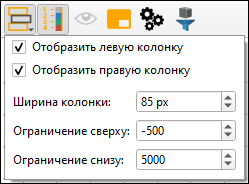 Отобразить левую колонку
Отобразить правую колонку
Ширина колонки: 85 px
Ограничение сверху: -500
Ограничение снизу: 5000